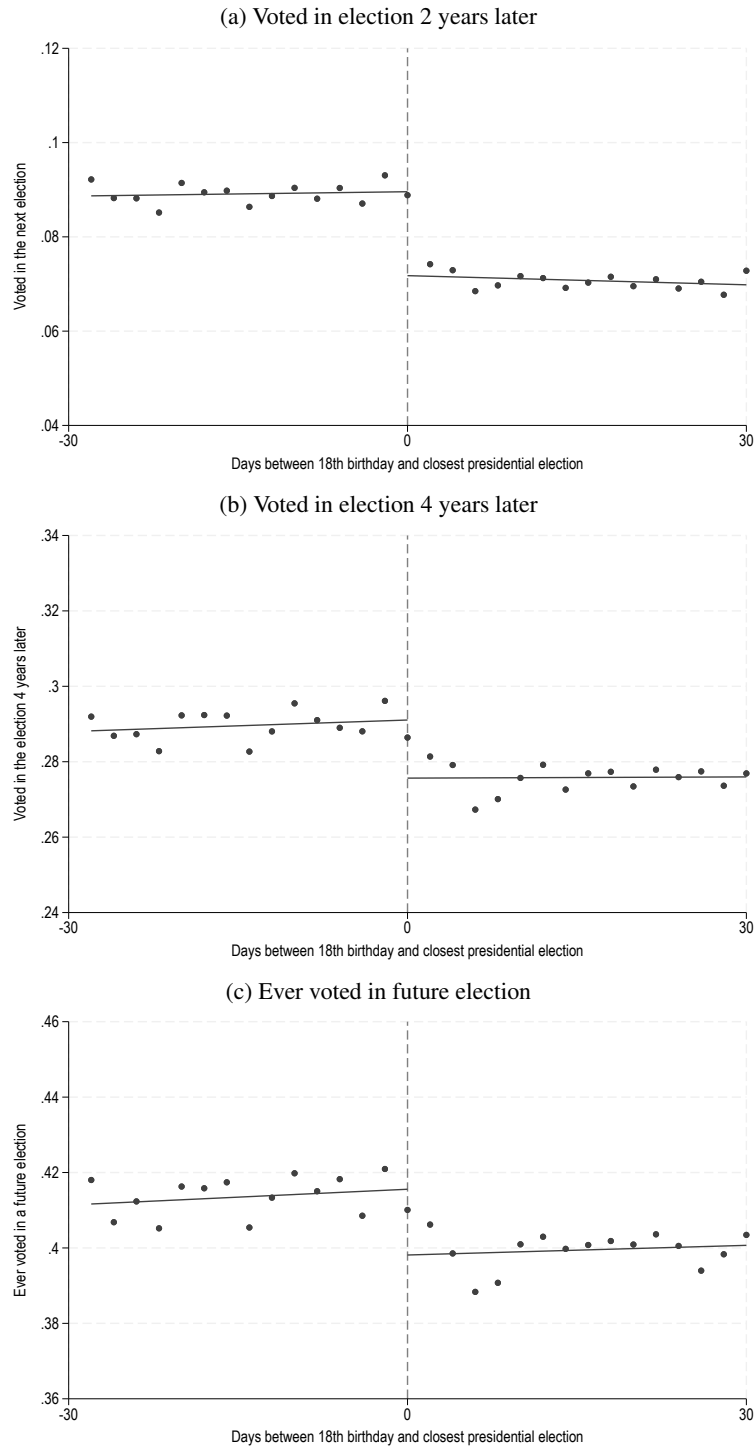 (a) Voted in election 2 years later
.12
.1
.08
.06
.04
Voted in the next election
-30 0 30
Days between 18th birthday and closest presidential election
(b) Voted in election 4 years later
.34
.32
.3
.28
.26
.24
Voted in the election 4 years later
-30 0 30
Days between 18th birthday and closest presidential election
(c) Ever voted in future election
.46
.44
.42
.4
.38
.36
Ever voted in a future election
-30 0 30
Days between 18th birthday and closest presidential election